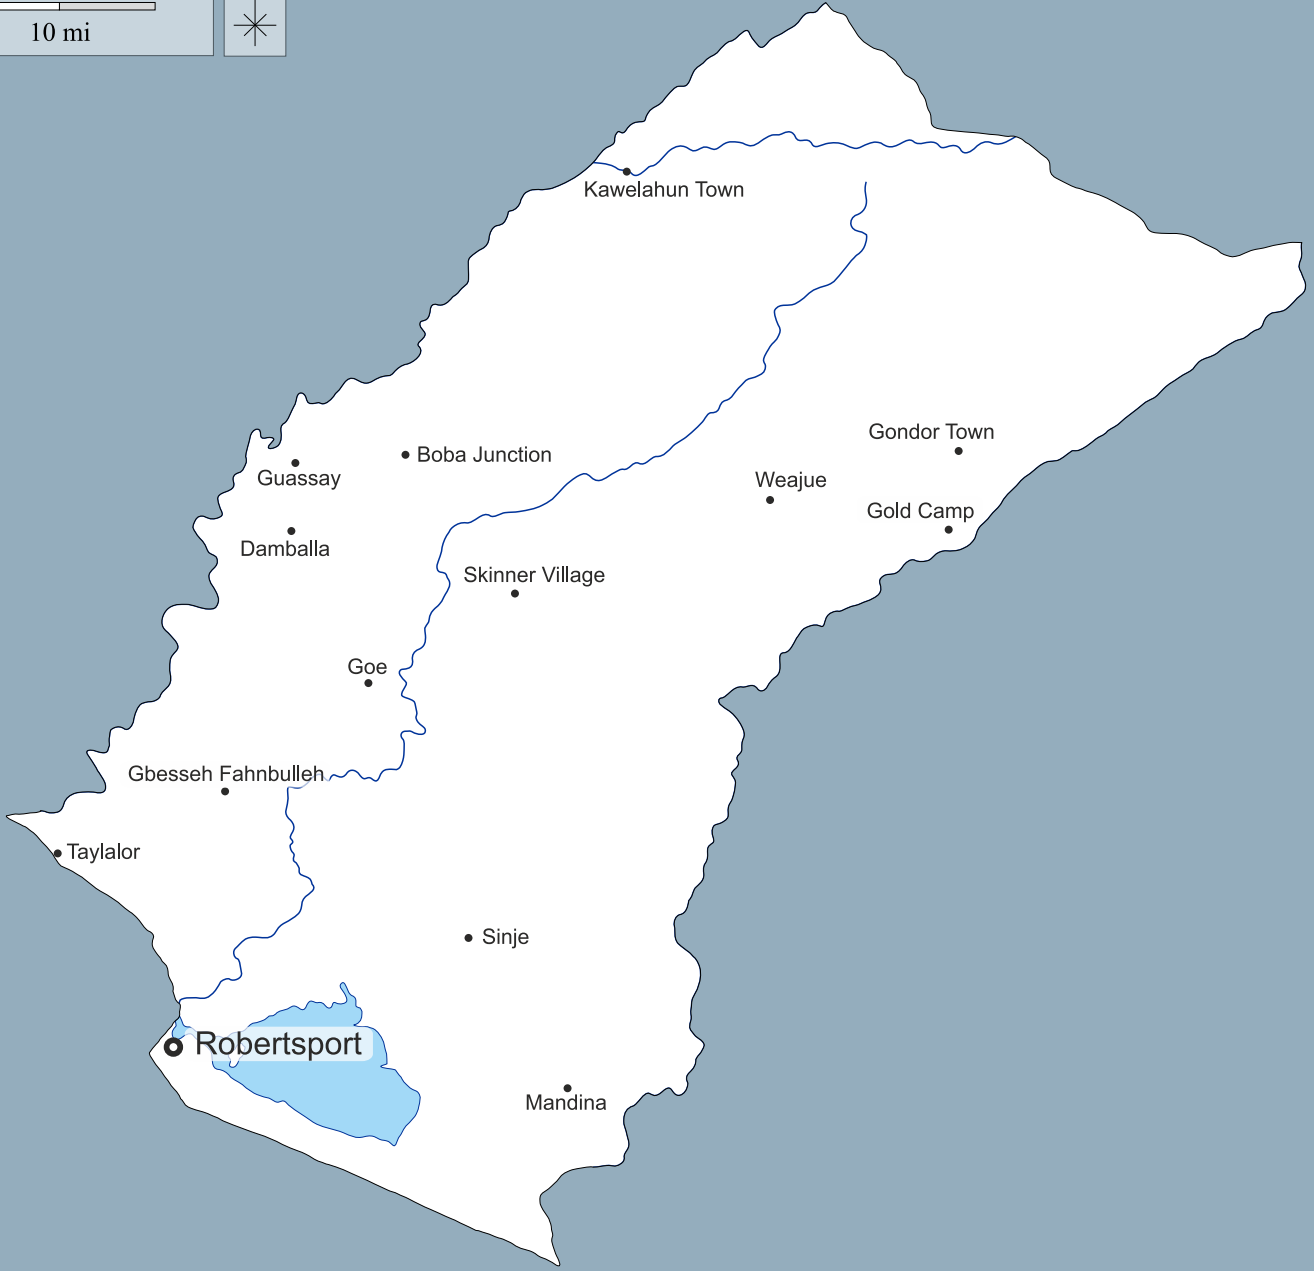 10 mi
Kawelahun Town
Gondor Town
Boba Junction
Guassay
Weajue
Gold Camp
Damballa
Skinner Village
Goe
Gbesseh Fahnbulleh
Taylalor
Sinje
Robertsport
Mandina